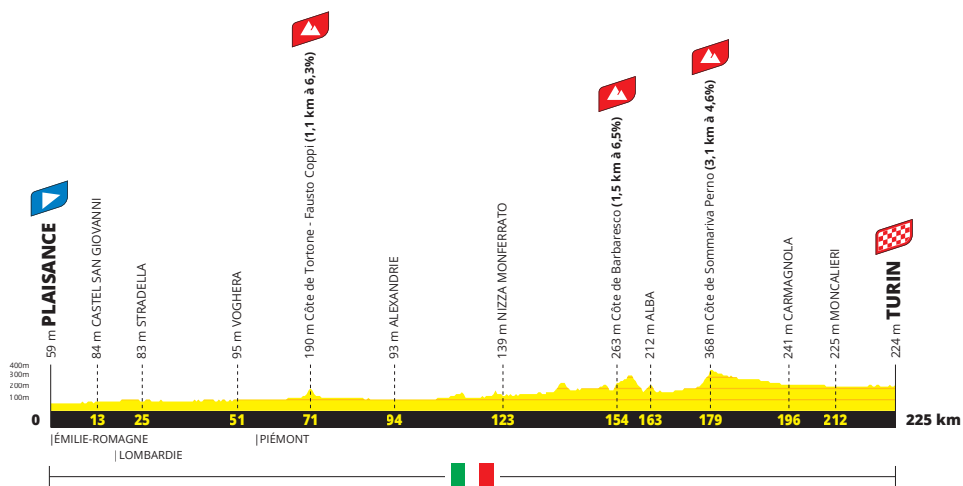 59 m PLAISANCE
84 m CASTEL SAN GIOVANNI
83 m STRADELLA
95 m VOGHERA
190 m Côte de Tortone - Fausto Coppi (1,1 km à 6,3%)
93 m ALEXANDRIE
139 m NIZZA MONFERRATO
263 m Côte de Barbaresco (1,5 km à 6,5%)
212 m ALBA
368 m Côte de Sommariva Perno (3,1 km à 4,6%)
241 m CARMAGNOLA
225 m MONCALIERI
224 m TURIN
400m
300m
200m
100m
0 13 25 51 71 94 123 154 163 179 196 212 225 km
|ÉMILIE-ROMAGNE |PIÉMONT
|LOMBARDIE